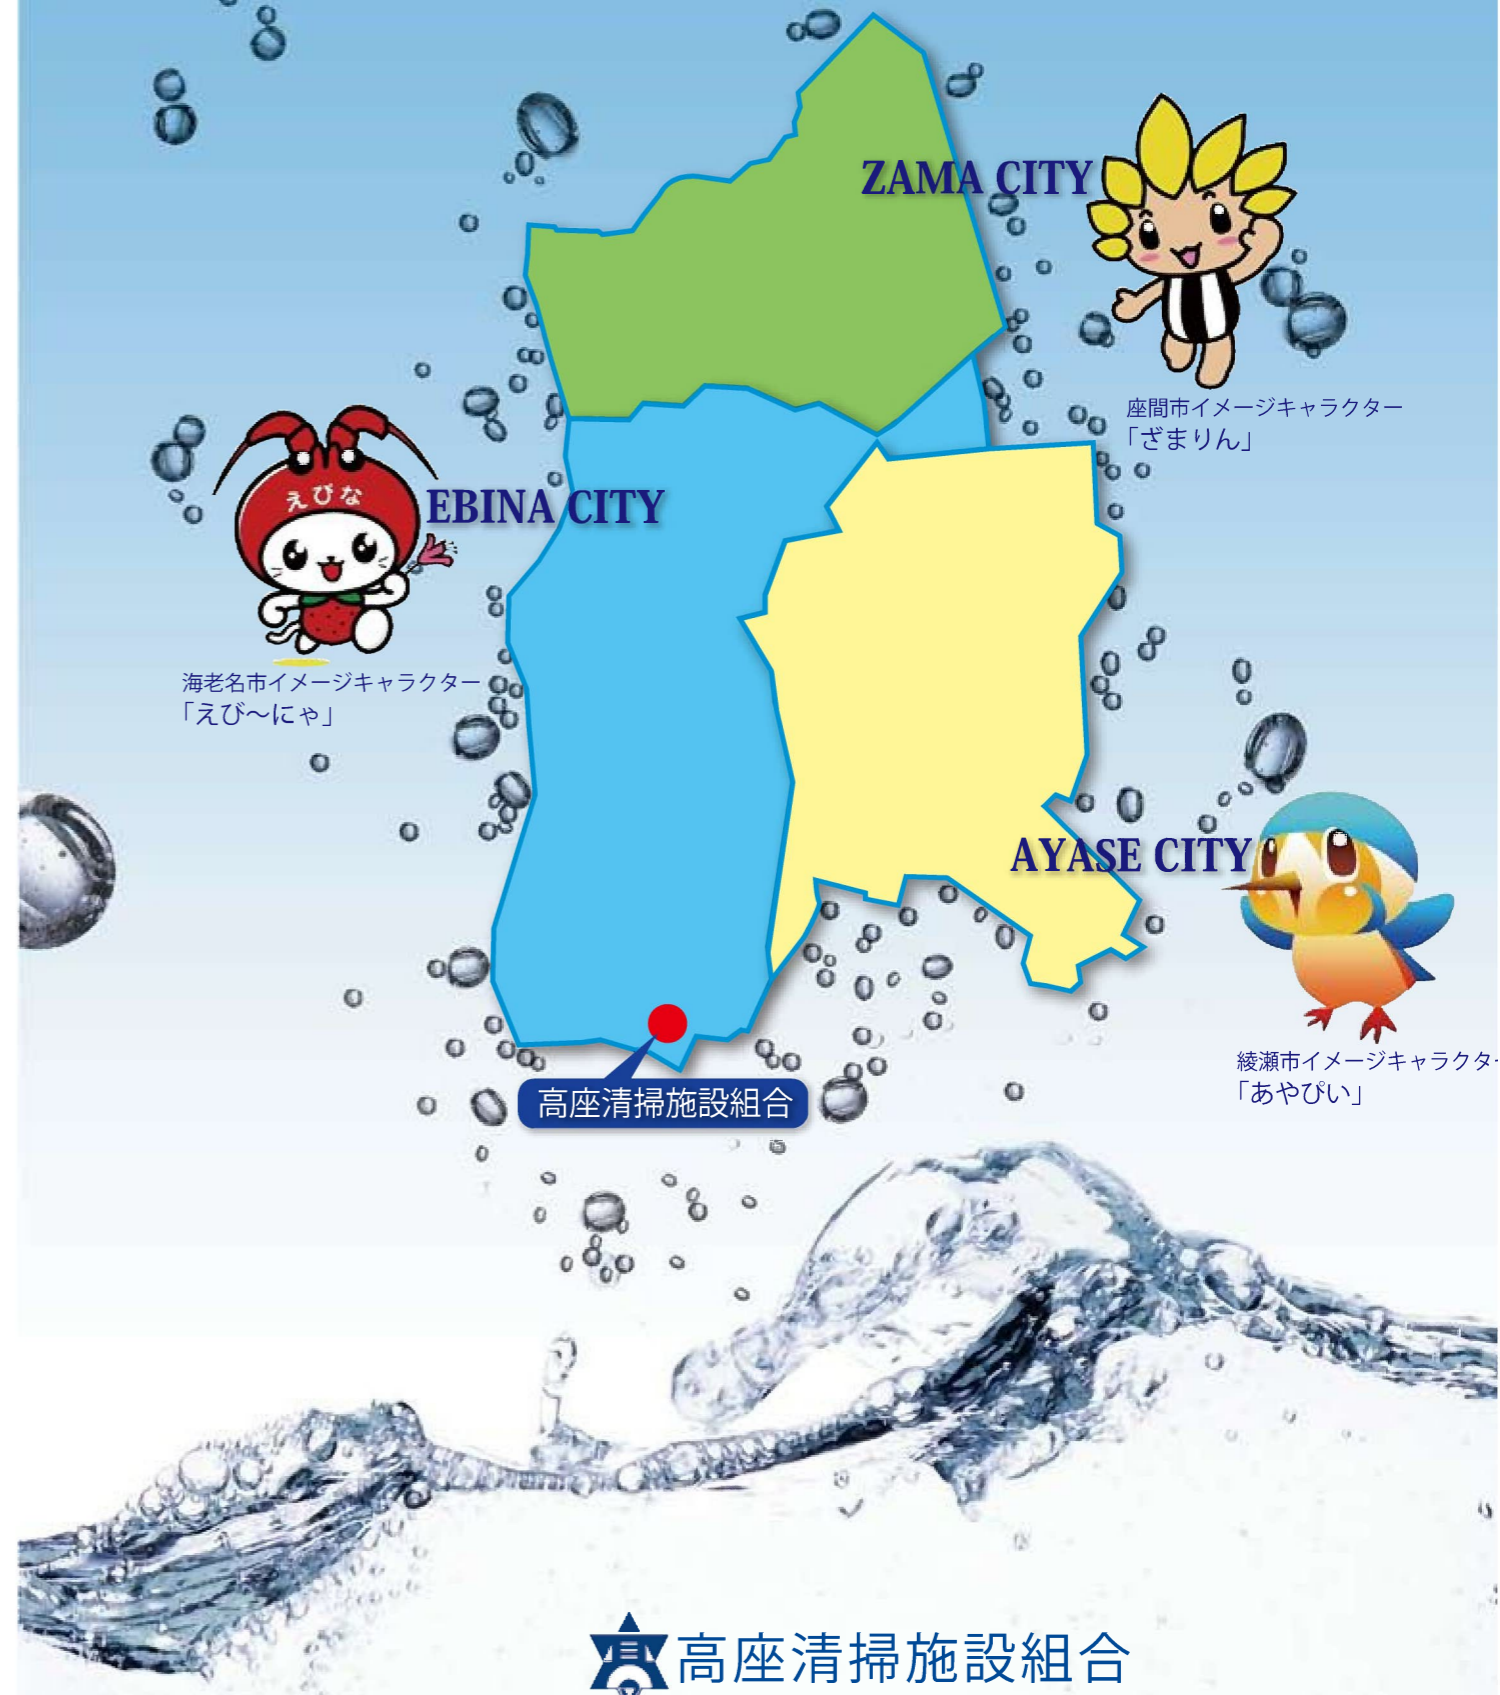 ZAMA CITY
座間市イメージキャラクター
「ざまりん」
えびな
EBINA CITY
海老名市イメージキャラクター
「えび～にゃ」
AYASE CITY
綾瀬市イメージキャラクター
「あやぴぃ」
高座清掃施設組合
高座清掃施設組合